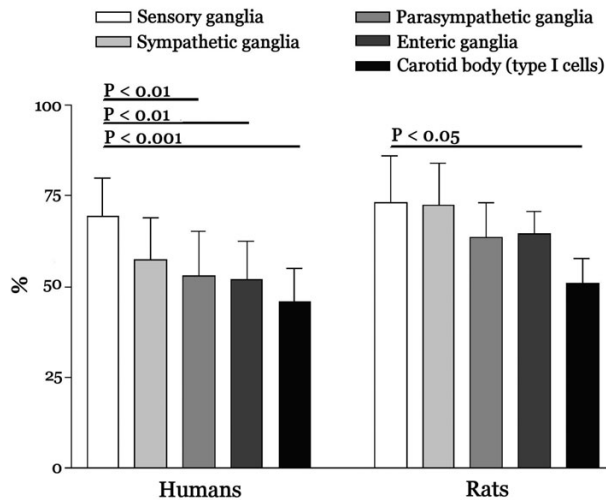 Sensory ganglia
Sympathetic ganglia
Parasympathetic ganglia
Enteric ganglia
Carotid body (type I cells)
P < 0.01
P < 0.01
P < 0.001
P < 0.05
100
75
50
25
0
%
Humans
Rats